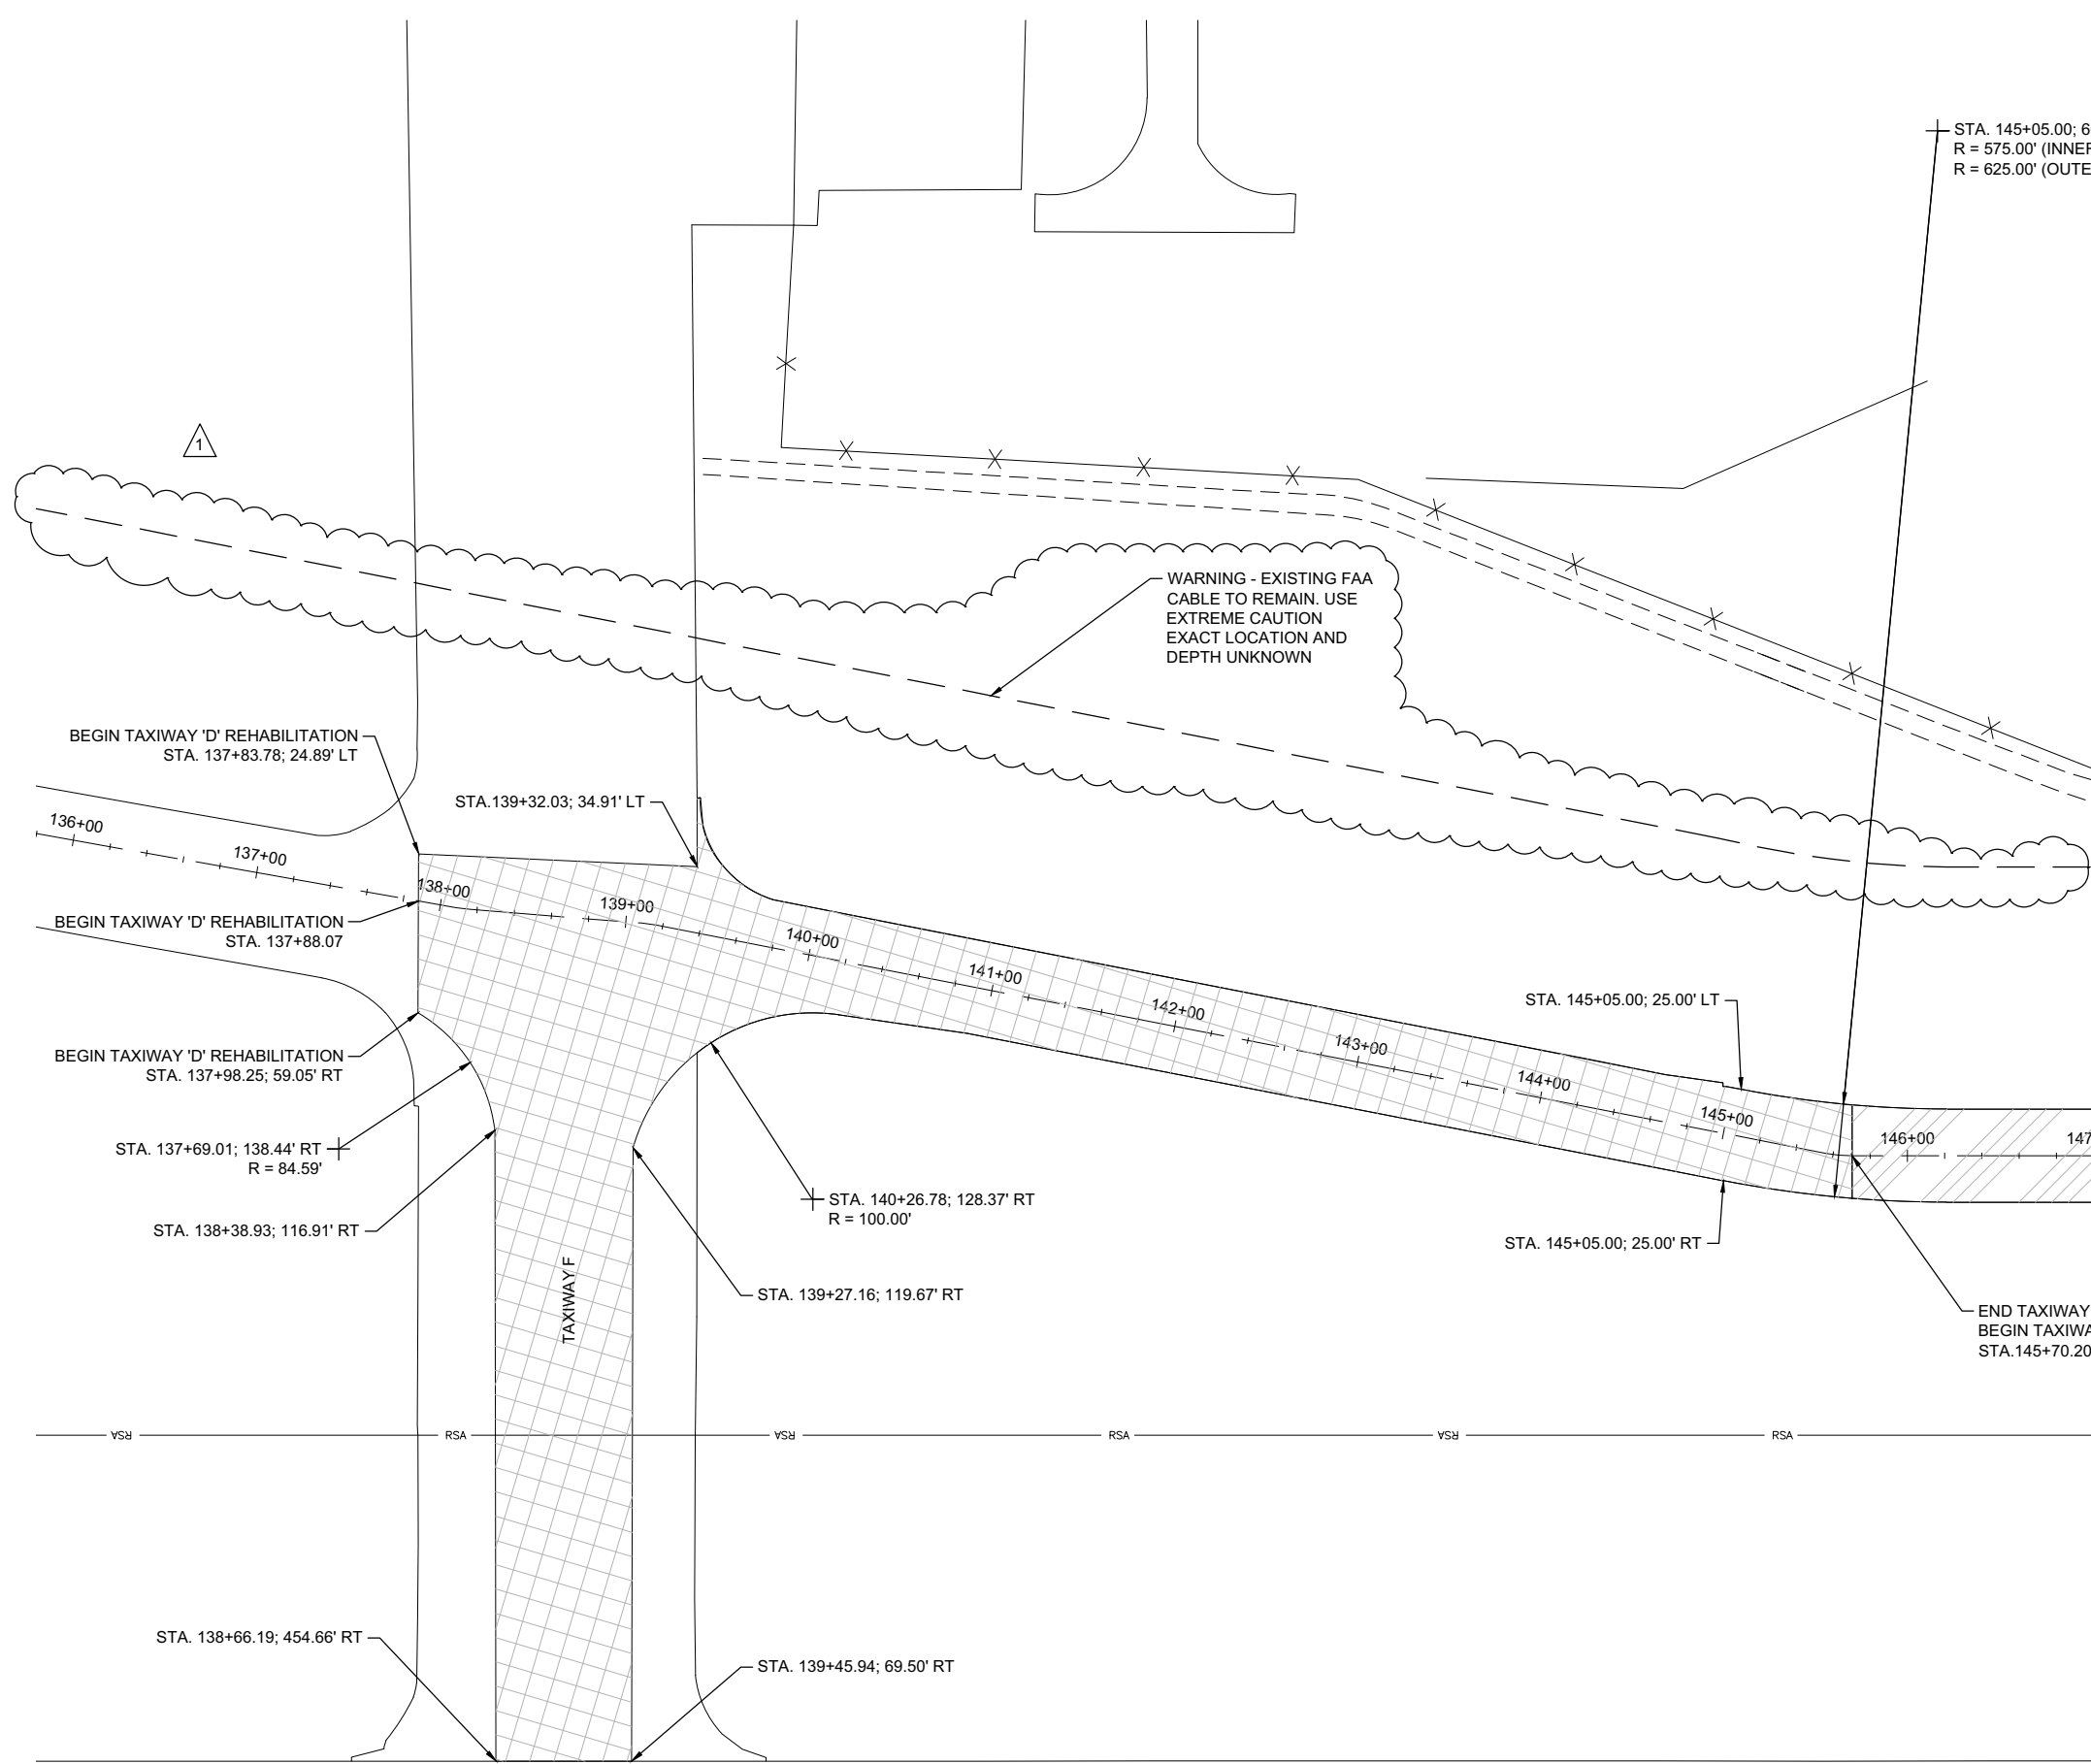 STA. 145+05.00; 6
R = 575.00' (INNER
R = 625.00' (OUTE
1
WARNING - EXISTING FAA
CABLE TO REMAIN. USE
EXTREME CAUTION
EXACT LOCATION AND
DEPTH UNKNOWN
BEGIN TAXIWAY 'D' REHABILITATION
STA. 137+83.78; 24.89' LT
STA.139+32.03; 34.91' LT
136+00
137+00
138+00
139+00
140+00
141+00
142+00
143+00
144+00
145+00
146+00
147
BEGIN TAXIWAY 'D' REHABILITATION
STA. 137+88.07
STA. 145+05.00; 25.00' LT
BEGIN TAXIWAY 'D' REHABILITATION
STA. 137+98.25; 59.05' RT
STA. 137+69.01; 138.44' RT
R = 84.59'
STA. 140+26.78; 128.37' RT
R = 100.00'
STA. 138+38.93; 116.91' RT
STA. 145+05.00; 25.00' RT
STA. 139+27.16; 119.67' RT
TAXIWAY F
END TAXIWAY
BEGIN TAXIWA
STA.145+70.20
RSA
RSA
RSA
RSA
RSA
RSA
STA. 138+66.19; 454.66' RT
STA. 139+45.94; 69.50' RT